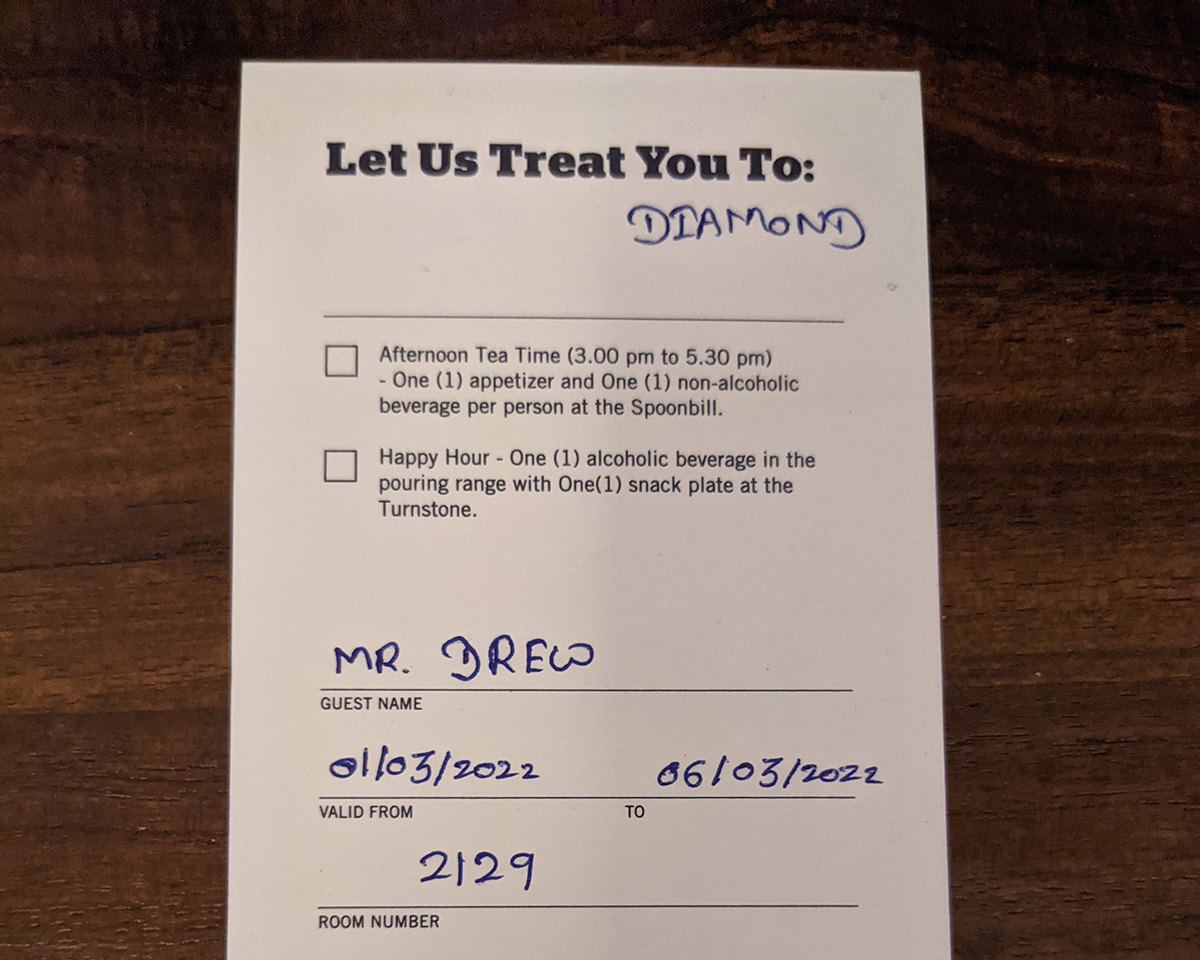 Let Us Treat You To:
DIAMOND
Afternoon Tea Time (3.00 pm to 5.30 pm)
- One (1) appetizer and One (1) non-alcoholic
beverage per person at the Spoonbill.
Happy Hour - One (1) alcoholic beverage in the
pouring range with One(1) snack plate at the
Turnstone.
MR. DREW
GUEST NAME
01/03/2022 06/03/2022
VALID FROM TO
2129
ROOM NUMBER